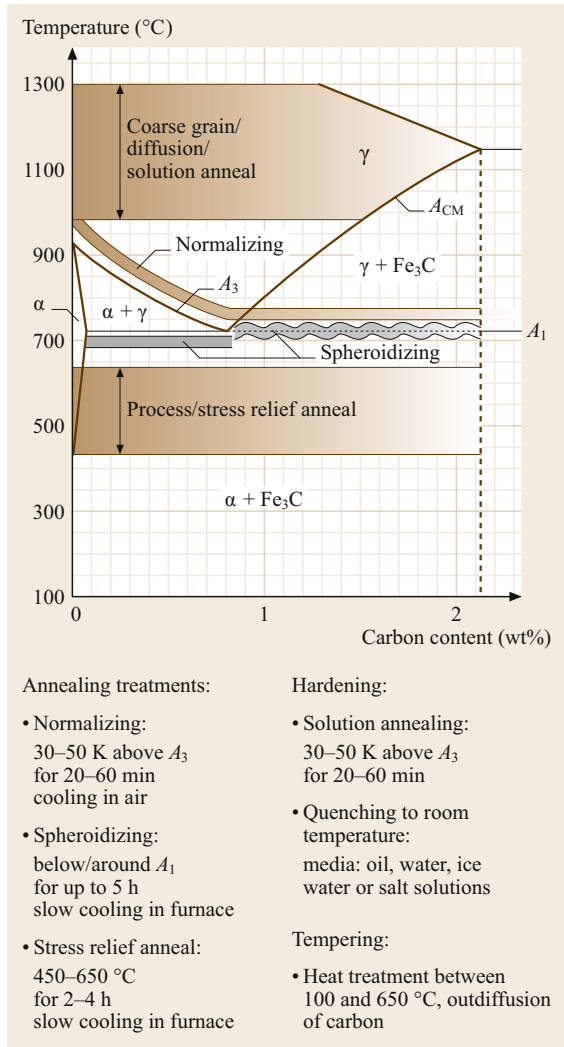 Temperature (°C)
1300
1100
900
700
500
300
100
Coarse grain/
diffusion/
solution anneal
γ
A_CM
Normalizing
γ + Fe₃C
A₃
α
α + γ
A₁
Spheroidizing
Process/stress relief anneal
α + Fe₃C
0
1
2
Carbon content (wt%)
Annealing treatments:
• Normalizing:
30–50 K above A₃
for 20–60 min
cooling in air
• Spheroidizing:
below/around A₁
for up to 5 h
slow cooling in furnace
• Stress relief anneal:
450–650 °C
for 2–4 h
slow cooling in furnace
Hardening:
• Solution annealing:
30–50 K above A₃
for 20–60 min
• Quenching to room
temperature:
media: oil, water, ice
water or salt solutions
Tempering:
• Heat treatment between
100 and 650 °C, outdiffusion
of carbon